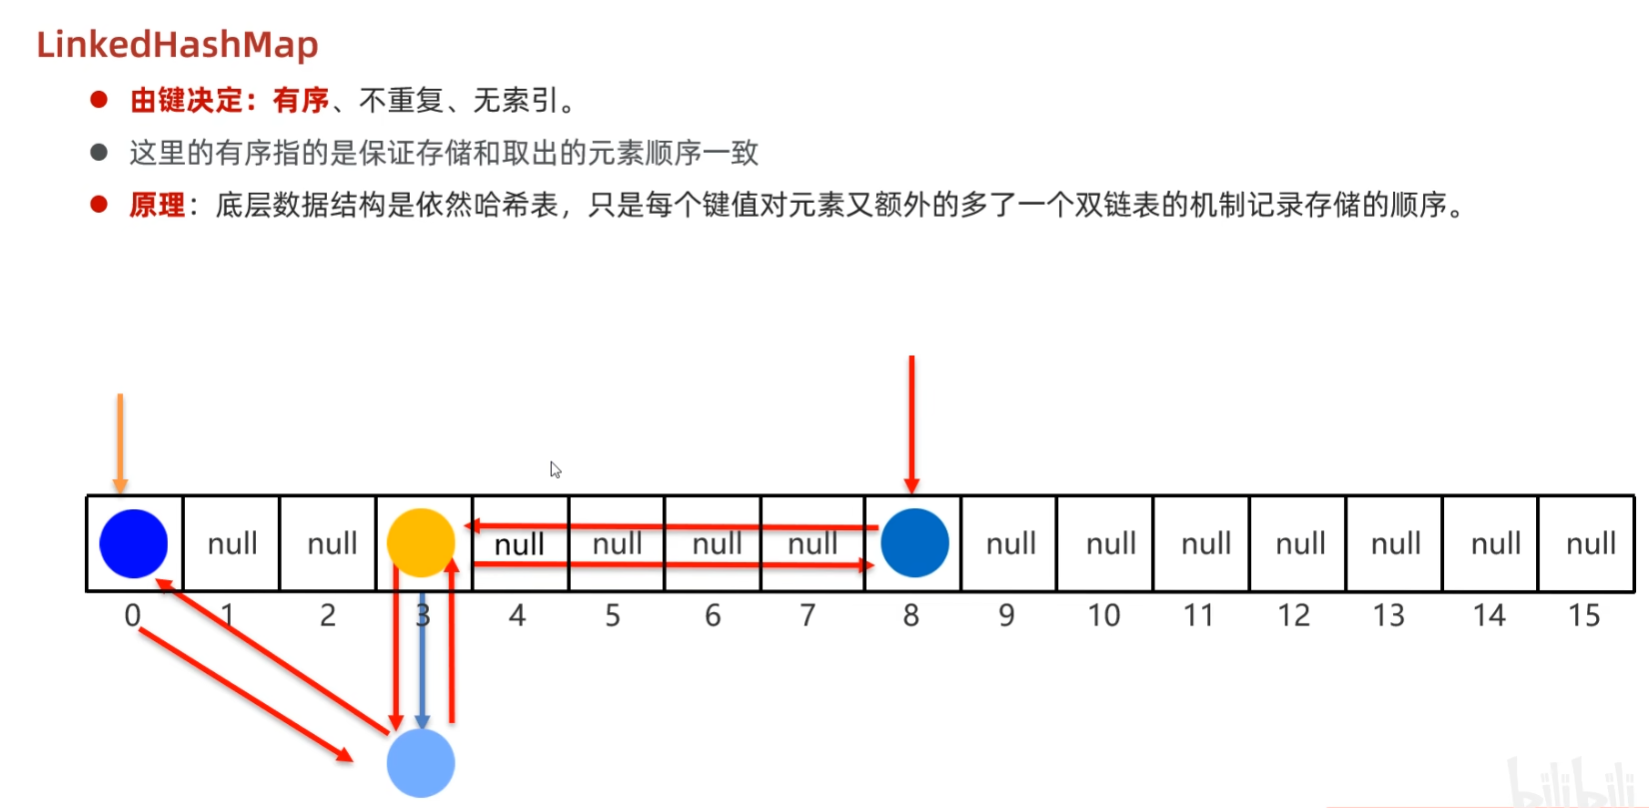 LinkedHashMap
由键决定：有序、不重复、无索引。
这里的有序指的是保证存储和取出的元素顺序一致
原理：底层数据结构是依然哈希表，只是每个键值对元素又额外的多了一个双链表的机制记录存储的顺序。
null null null null null null null null null null null null null
0 1 2 3 4 5 6 7 8 9 10 11 12 13 14 15
bilibili